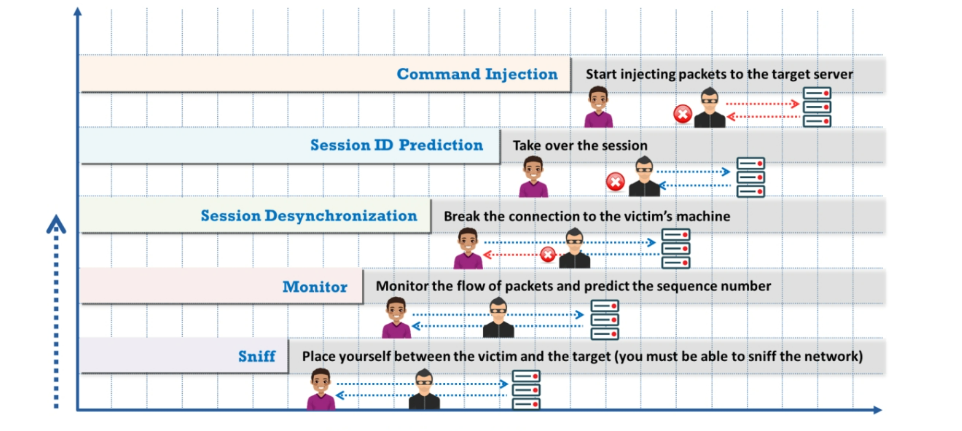 Command Injection
Start injecting packets to the target server
Session ID Prediction
Take over the session
Session Desynchronization
Break the connection to the victim’s machine
Monitor
Monitor the flow of packets and predict the sequence number
Sniff
Place yourself between the victim and the target (you must be able to sniff the network)